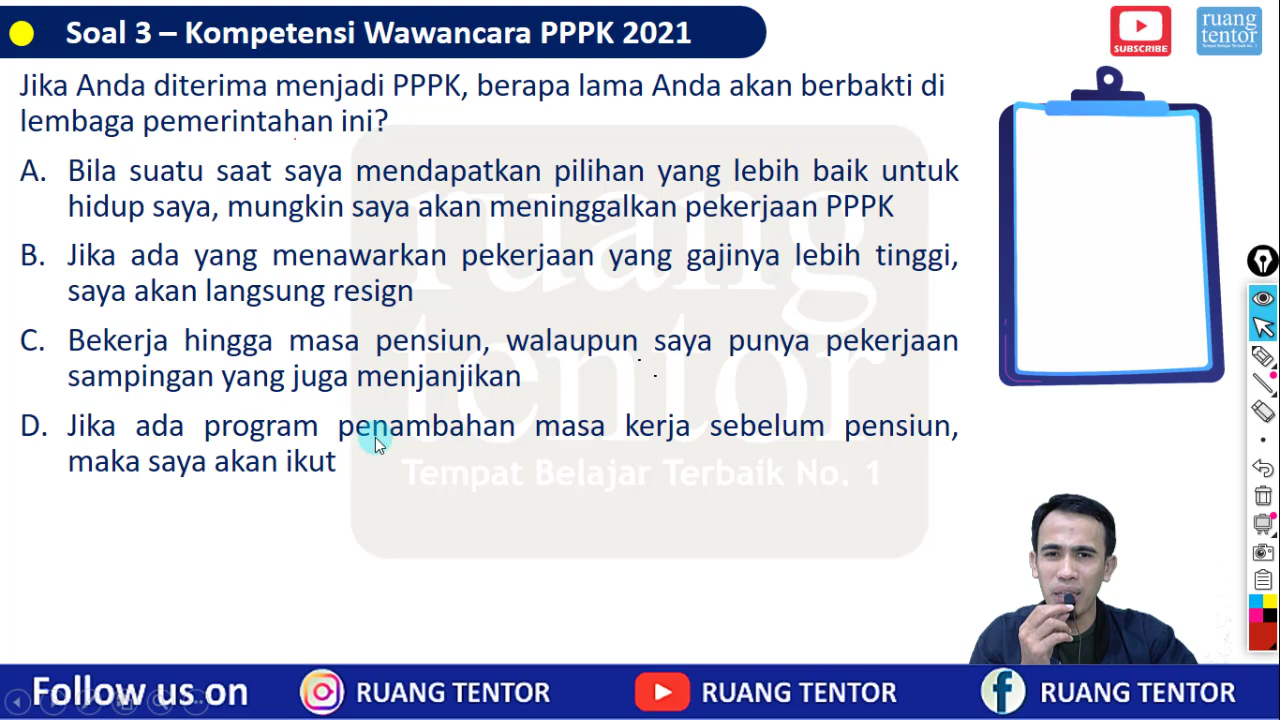 Soal 3 – Kompetensi Wawancara PPPK 2021
SUBSCRIBE
ruang
tentor
Jika Anda diterima menjadi PPPK, berapa lama Anda akan berbakti di
lembaga pemerintahan ini?
A. Bila suatu saat saya mendapatkan pilihan yang lebih baik untuk
hidup saya, mungkin saya akan meninggalkan pekerjaan PPPK
B. Jika ada yang menawarkan pekerjaan yang gajinya lebih tinggi,
saya akan langsung resign
C. Bekerja hingga masa pensiun, walaupun saya punya pekerjaan
sampingan yang juga menjanjikan
D. Jika ada program penambahan masa kerja sebelum pensiun,
maka saya akan ikut
ruang
tentor
Tempat Belajar Terbaik No. 1
Follow us on
RUANG TENTOR
RUANG TENTOR
RUANG TENTOR